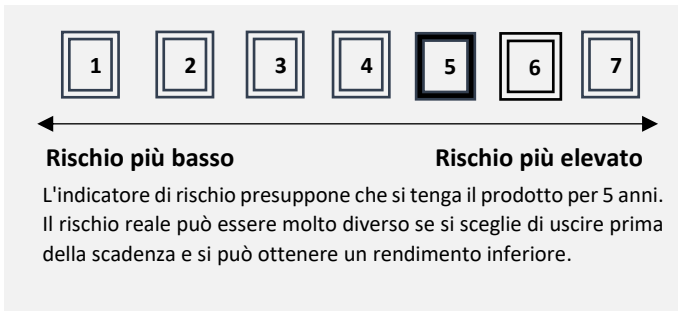 1 2 3 4 5 6 7
Rischio più basso Rischio più elevato
L'indicatore di rischio presuppone che si tenga il prodotto per 5 anni.
Il rischio reale può essere molto diverso se si sceglie di uscire prima
della scadenza e si può ottenere un rendimento inferiore.